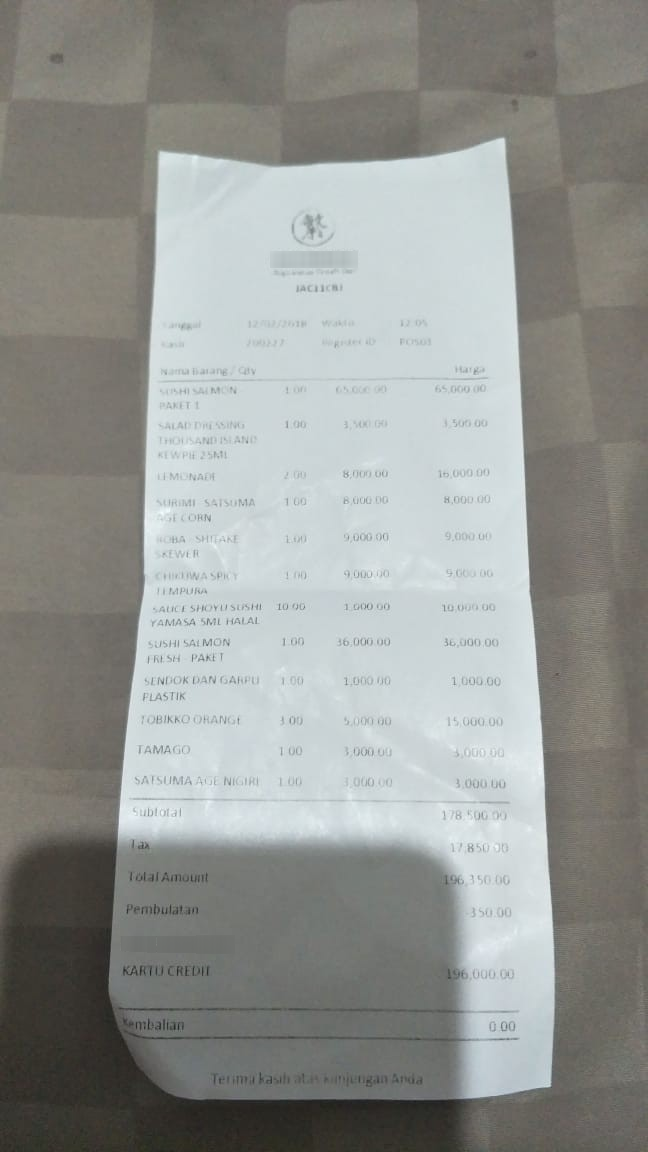 繁
JAC11CBJ
Tanggal 12/02/2018 Waktu 12:05
Kasir 200227 Register ID POS01
Nama Barang / Qty Harga
SUSHI SALMON - 1.00 65,000.00 65,000.00
PAKET 1
SALAD DRESSING 1.00 3,500.00 3,500.00
THOUSAND ISLAND
KEWPIE 25ML
LEMONADE 2.00 8,000.00 16,000.00
SURIMI - SATSUMA 1.00 8,000.00 8,000.00
AGE CORN
ROBA - SHIITAKE 1.00 9,000.00 9,000.00
SKEWER
CHIKUWA SPICY 1.00 9,000.00 9,000.00
TEMPURA
SAUCE SHOYU SUSHI 10.00 1,000.00 10,000.00
YAMASA 5ML HALAL
SUSHI SALMON 1.00 36,000.00 36,000.00
FRESH - PAKET
SENDOK DAN GARPU 1.00 1,000.00 1,000.00
PLASTIK
TOBIKKO ORANGE 3.00 5,000.00 15,000.00
TAMAGO 1.00 3,000.00 3,000.00
SATSUMA AGE NIGIRI 1.00 3,000.00 3,000.00
Subtotal 178,500.00
Tax 17,850.00
Total Amount 196,350.00
Pembulatan -350.00
KARTU CREDIT 196,000.00
Kembalian 0.00
Terima kasih atas kunjungan Anda